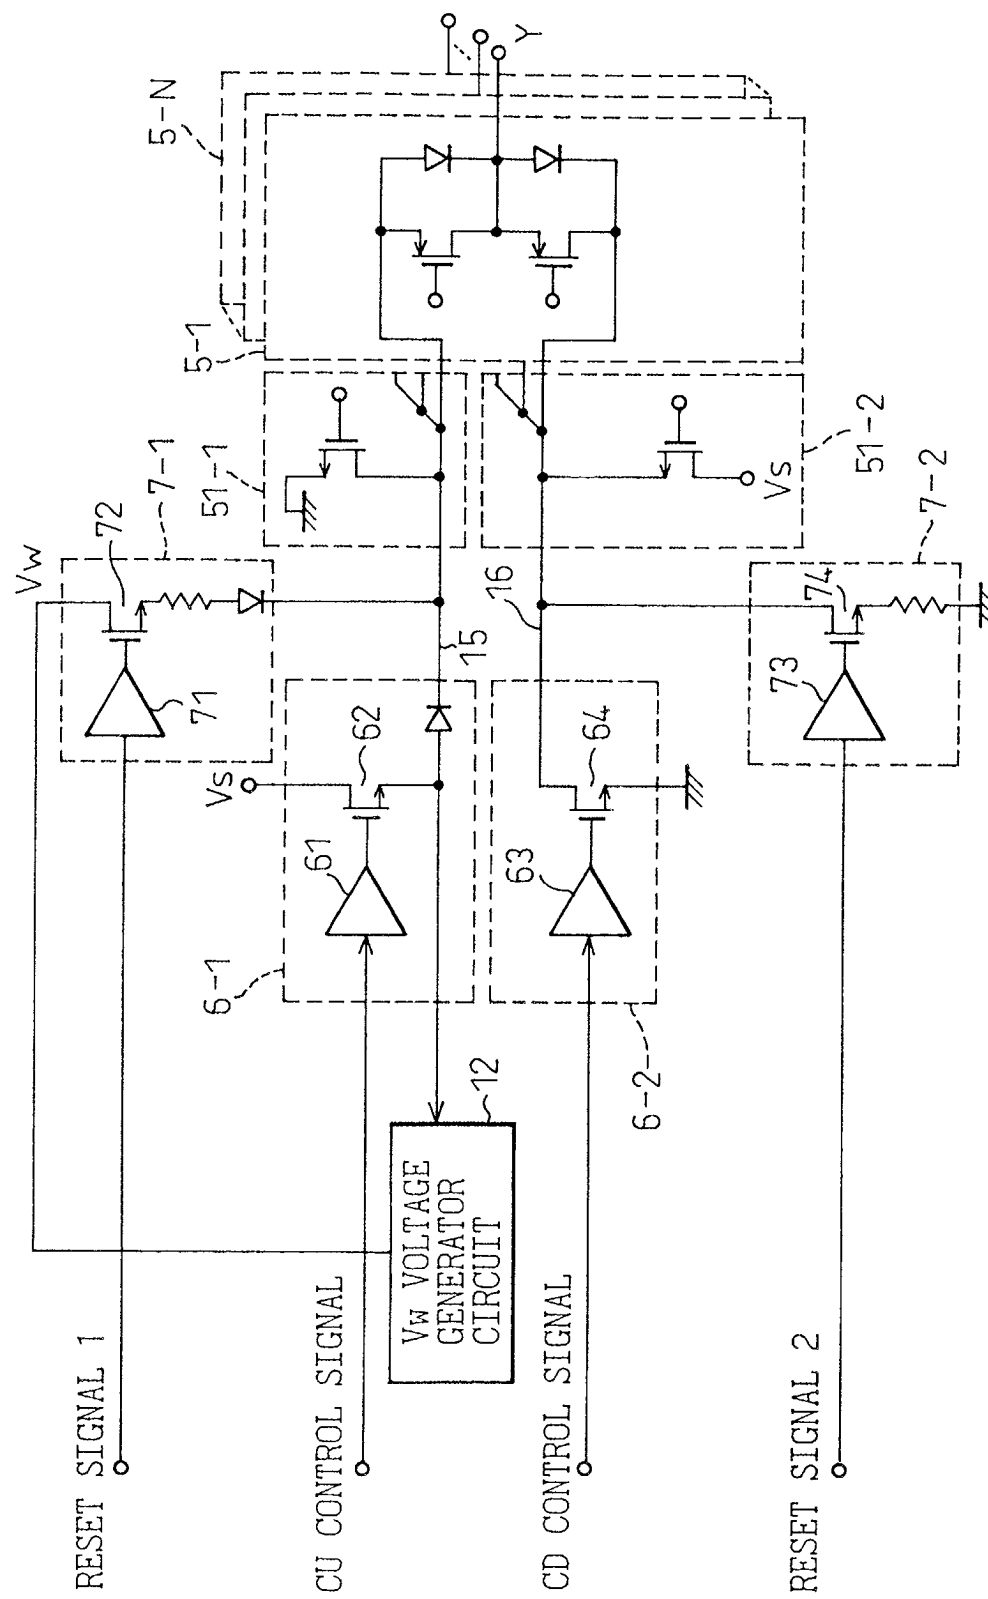 RESET SIGNAL 1
CU CONTROL SIGNAL
CD CONTROL SIGNAL
RESET SIGNAL 2
Vw VOLTAGE
GENERATOR
CIRCUIT
12
Vw
7-1
72
71
Vs
6-1
61
62
15
6-2
63
64
16
7-2
73
74
51-1
51-2
Vs
5-1
5-N
Y